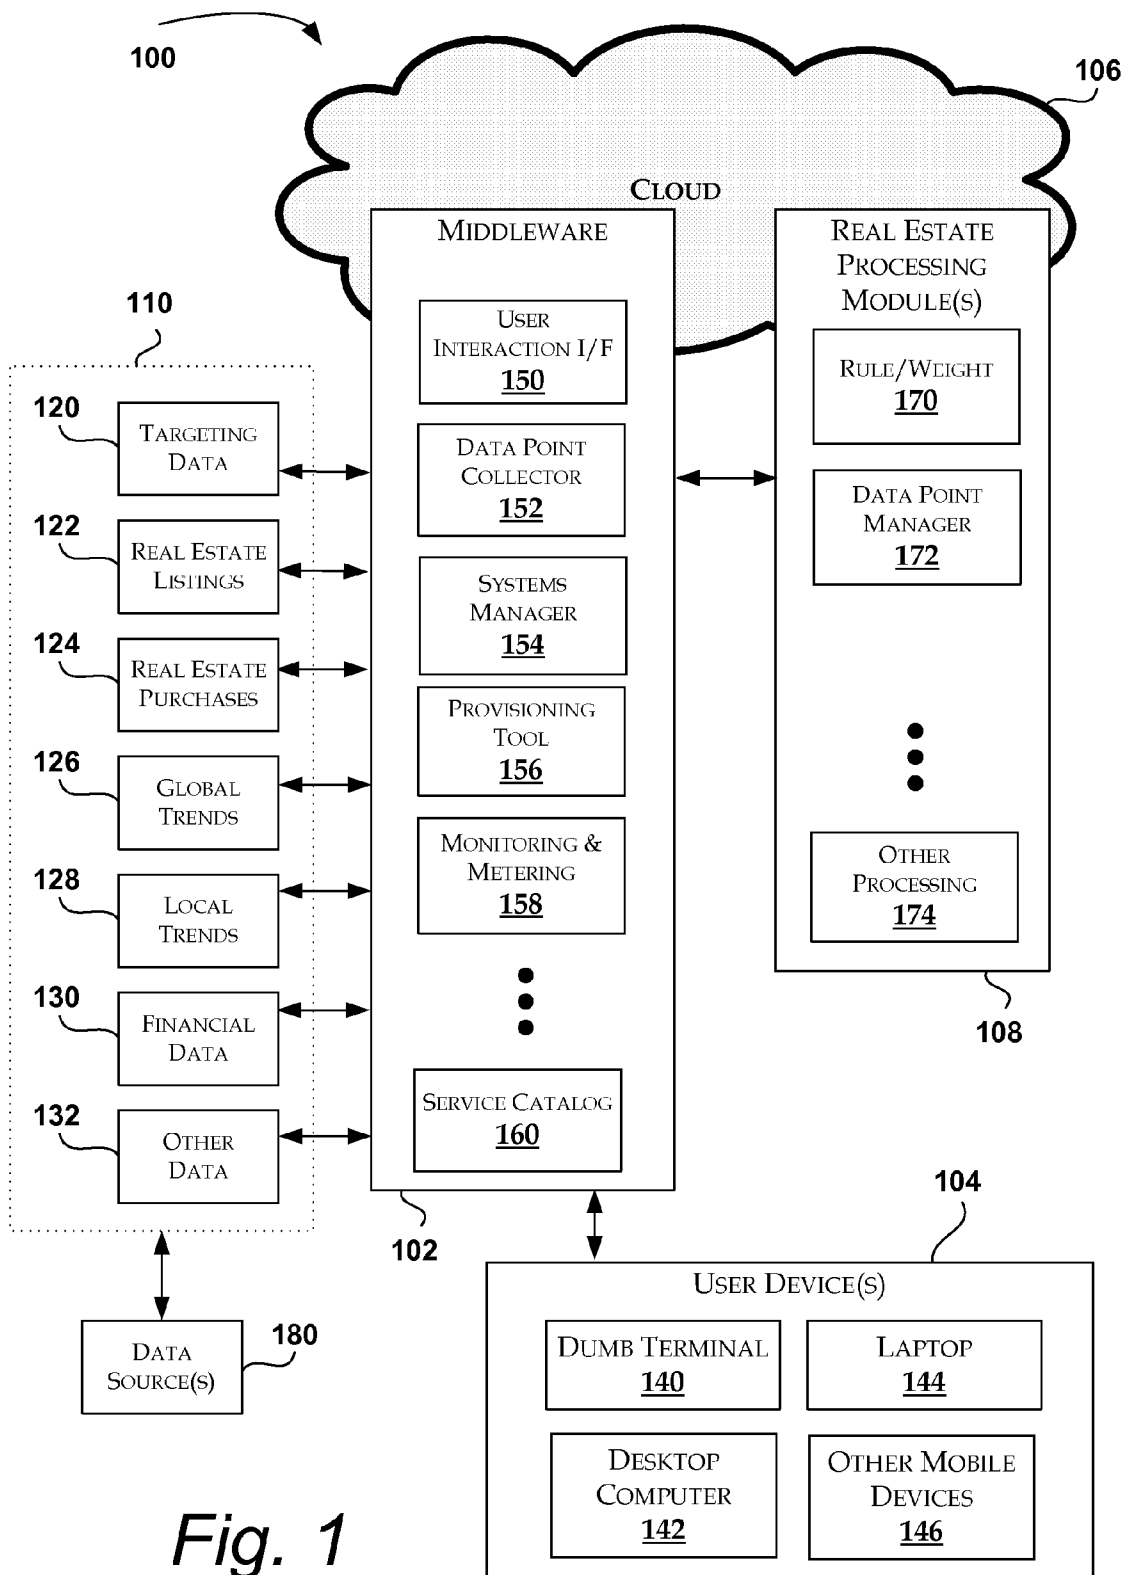 100
106
CLOUD
MIDDLEWARE
USER
INTERACTION I/F
150
DATA POINT
COLLECTOR
152
SYSTEMS
MANAGER
154
PROVISIONING
TOOL
156
MONITORING &
METERING
158
SERVICE CATALOG
160
102
REAL ESTATE
PROCESSING
MODULE(S)
RULE/WEIGHT
170
DATA POINT
MANAGER
172
OTHER
PROCESSING
174
108
110
120
TARGETING
DATA
122
REAL ESTATE
LISTINGS
124
REAL ESTATE
PURCHASES
126
GLOBAL
TRENDS
128
LOCAL
TRENDS
130
FINANCIAL
DATA
132
OTHER
DATA
180
DATA
SOURCE(S)
104
USER DEVICE(S)
DUMB TERMINAL
140
LAPTOP
144
DESKTOP
COMPUTER
142
OTHER MOBILE
DEVICES
146
Fig. 1